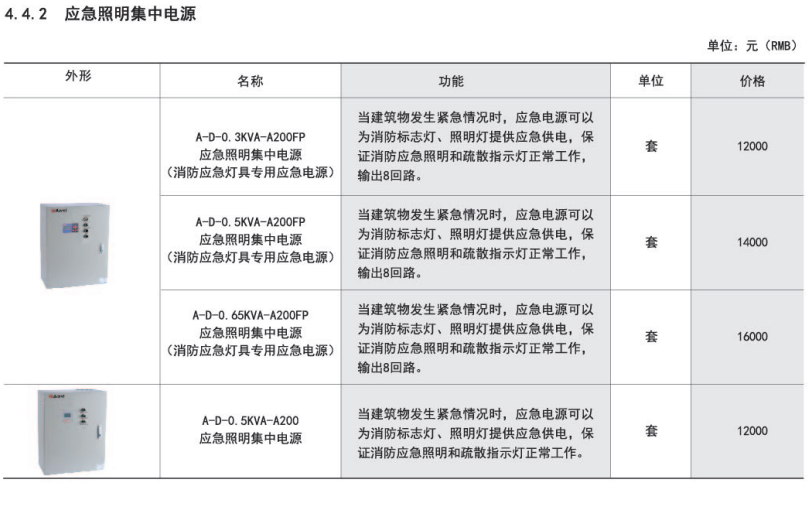 4.4.2 应急照明集中电源
单位：元（RMB）
外形
名称
功能
单位
价格
A-D-0.3KVA-A200FP
应急照明集中电源
（消防应急灯具专用应急电源）
当建筑物发生紧急情况时，应急电源可以
为消防标志灯、照明灯提供应急供电，保
证消防应急照明和疏散指示灯正常工作，
输出8回路。
套
12000
A-D-0.5KVA-A200FP
应急照明集中电源
（消防应急灯具专用应急电源）
当建筑物发生紧急情况时，应急电源可以
为消防标志灯、照明灯提供应急供电，保
证消防应急照明和疏散指示灯正常工作，
输出8回路。
套
14000
A-D-0.65KVA-A200FP
应急照明集中电源
（消防应急灯具专用应急电源）
当建筑物发生紧急情况时，应急电源可以
为消防标志灯、照明灯提供应急供电，保
证消防应急照明和疏散指示灯正常工作，
输出8回路。
套
16000
A-D-0.5KVA-A200
应急照明集中电源
当建筑物发生紧急情况时，应急电源可以
为消防标志灯、照明灯提供应急供电，保
证消防应急照明和疏散指示灯正常工作。
套
12000